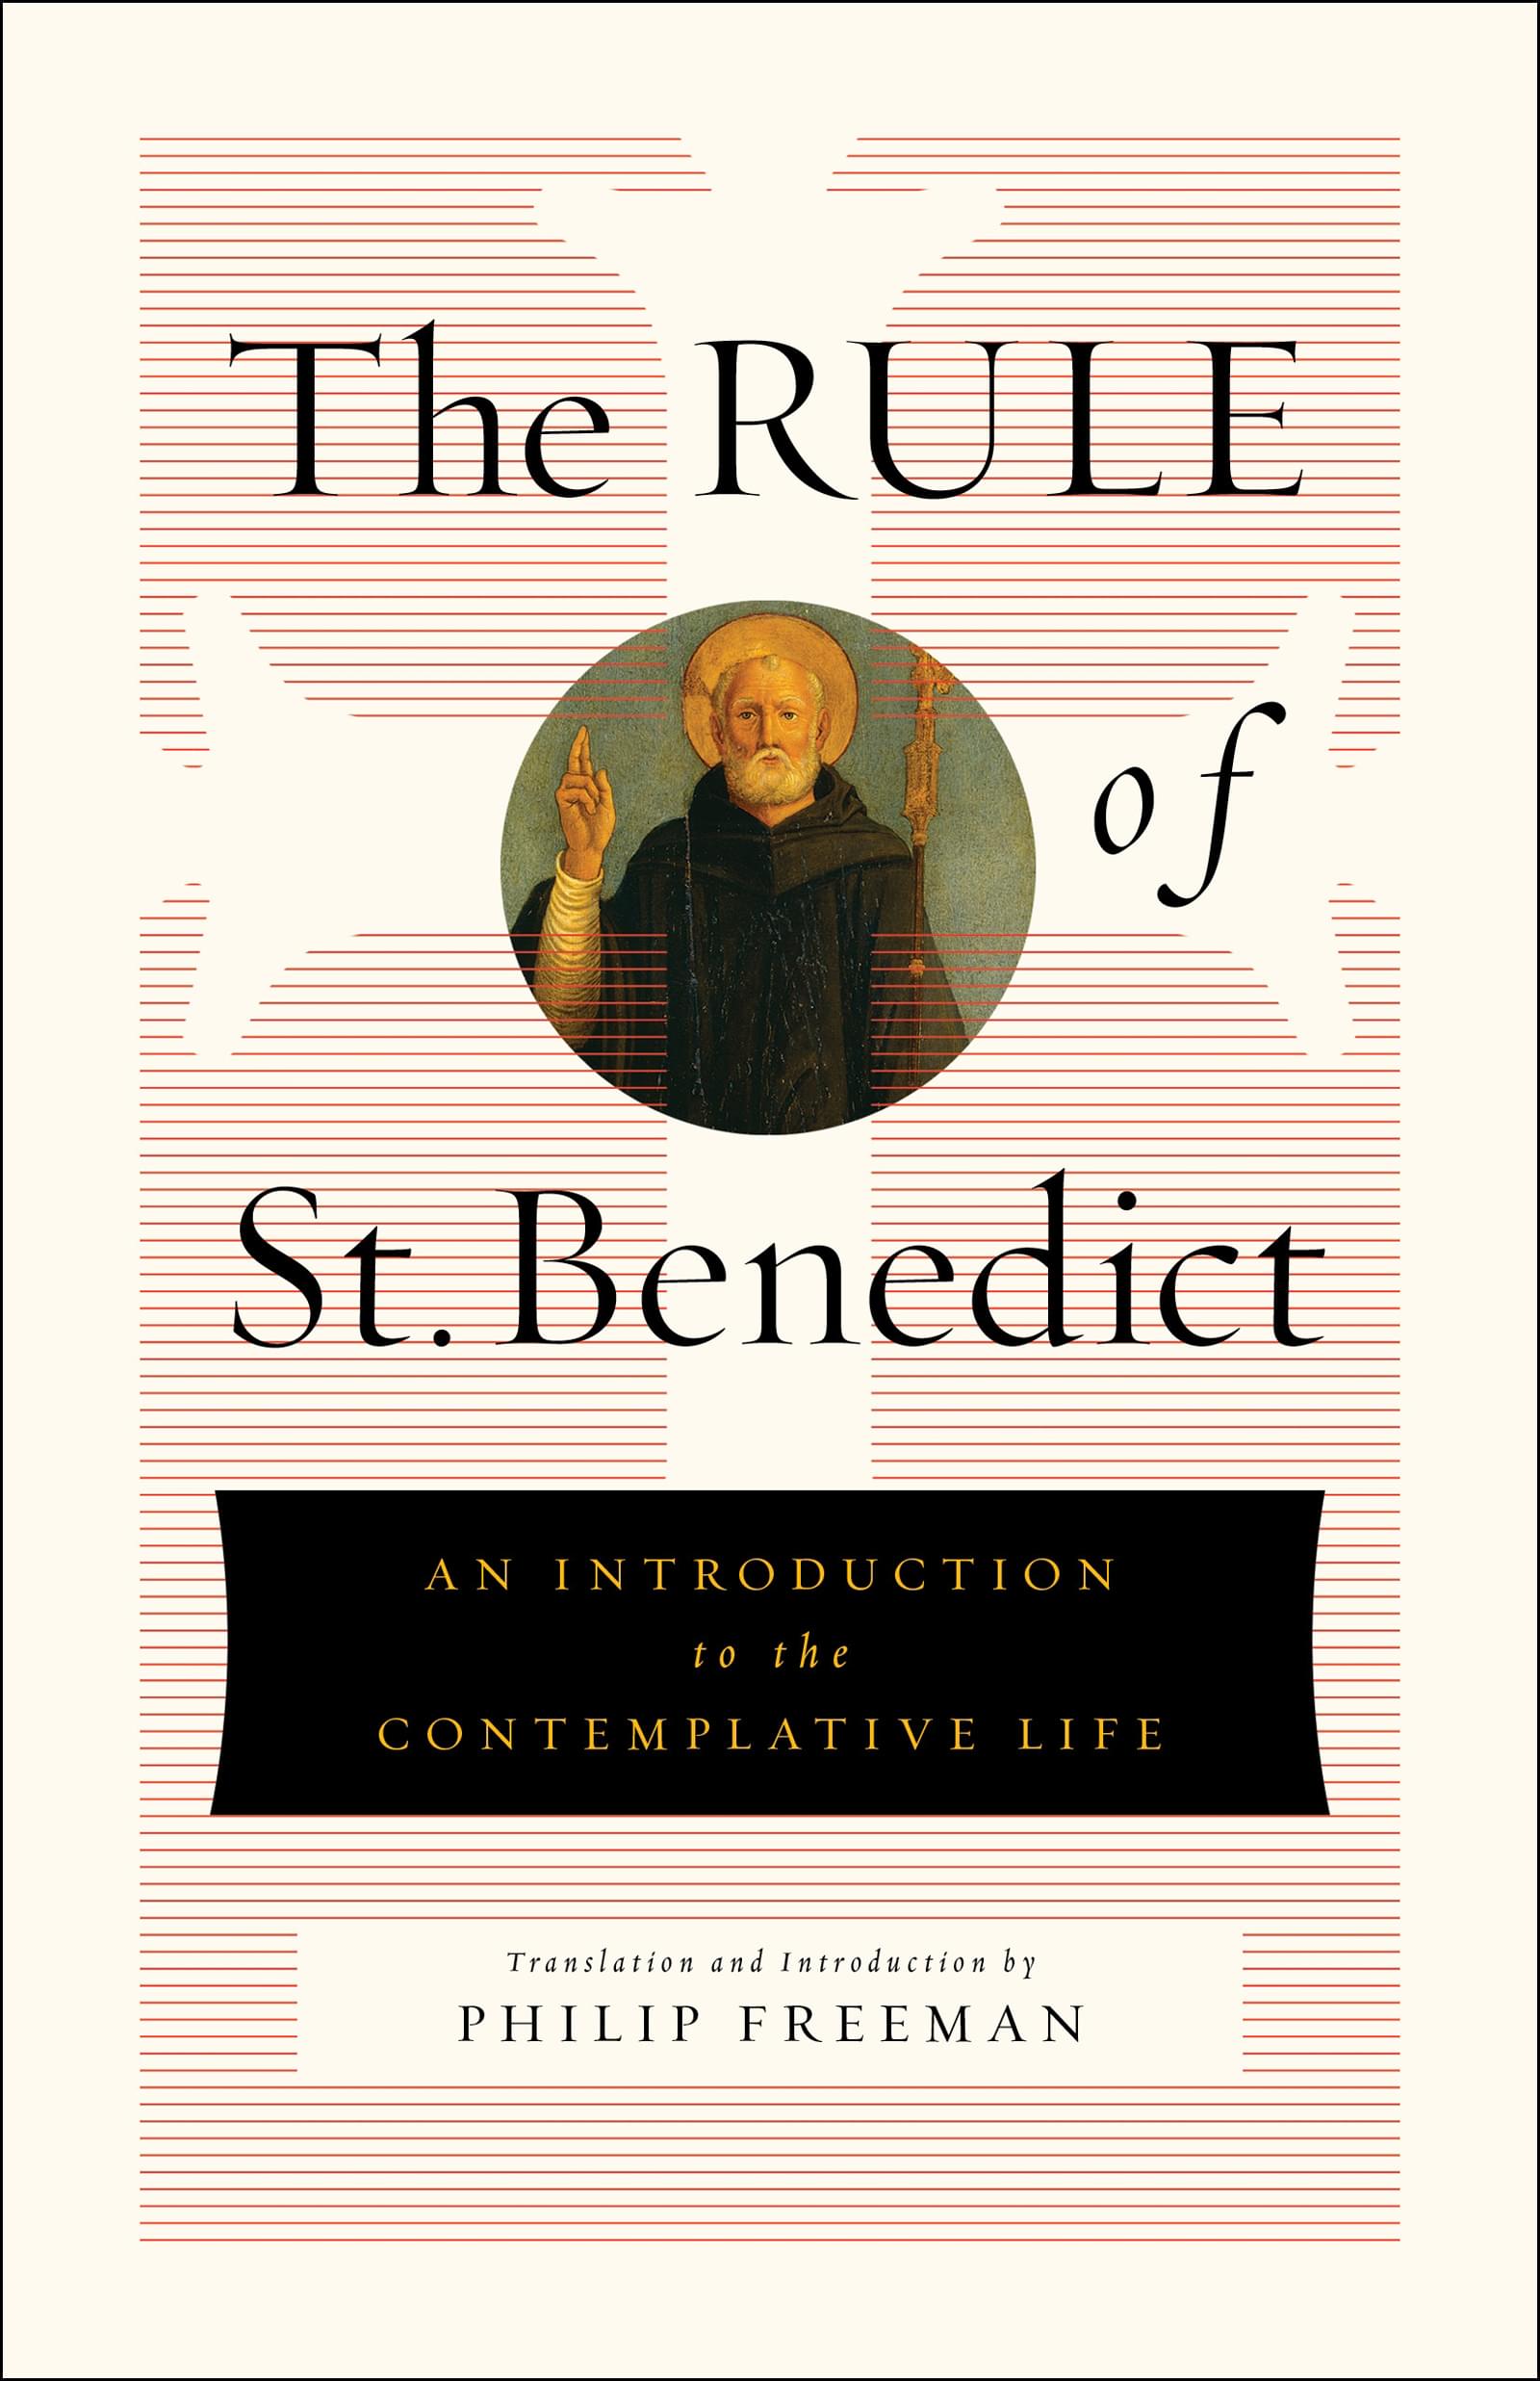 The RULE
of
St. Benedict
AN INTRODUCTION
to the
CONTEMPLATIVE LIFE
Translation and Introduction by
PHILIP FREEMAN